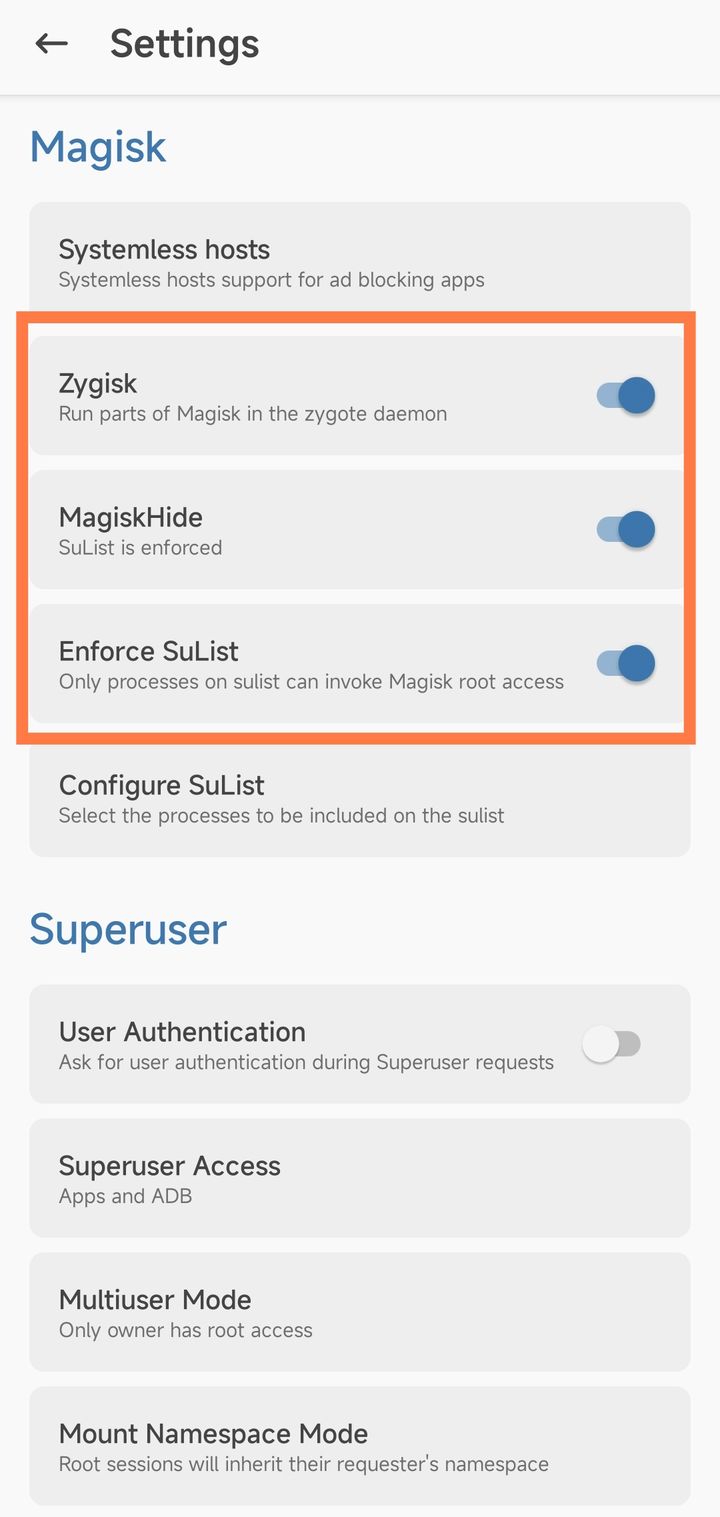 Settings
Magisk
Systemless hosts
Systemless hosts support for ad blocking apps
Zygisk
Run parts of Magisk in the zygote daemon
MagiskHide
SuList is enforced
Enforce SuList
Only processes on sulist can invoke Magisk root access
Configure SuList
Select the processes to be included on the sulist
Superuser
User Authentication
Ask for user authentication during Superuser requests
Superuser Access
Apps and ADB
Multiuser Mode
Only owner has root access
Mount Namespace Mode
Root sessions will inherit their requester's namespace